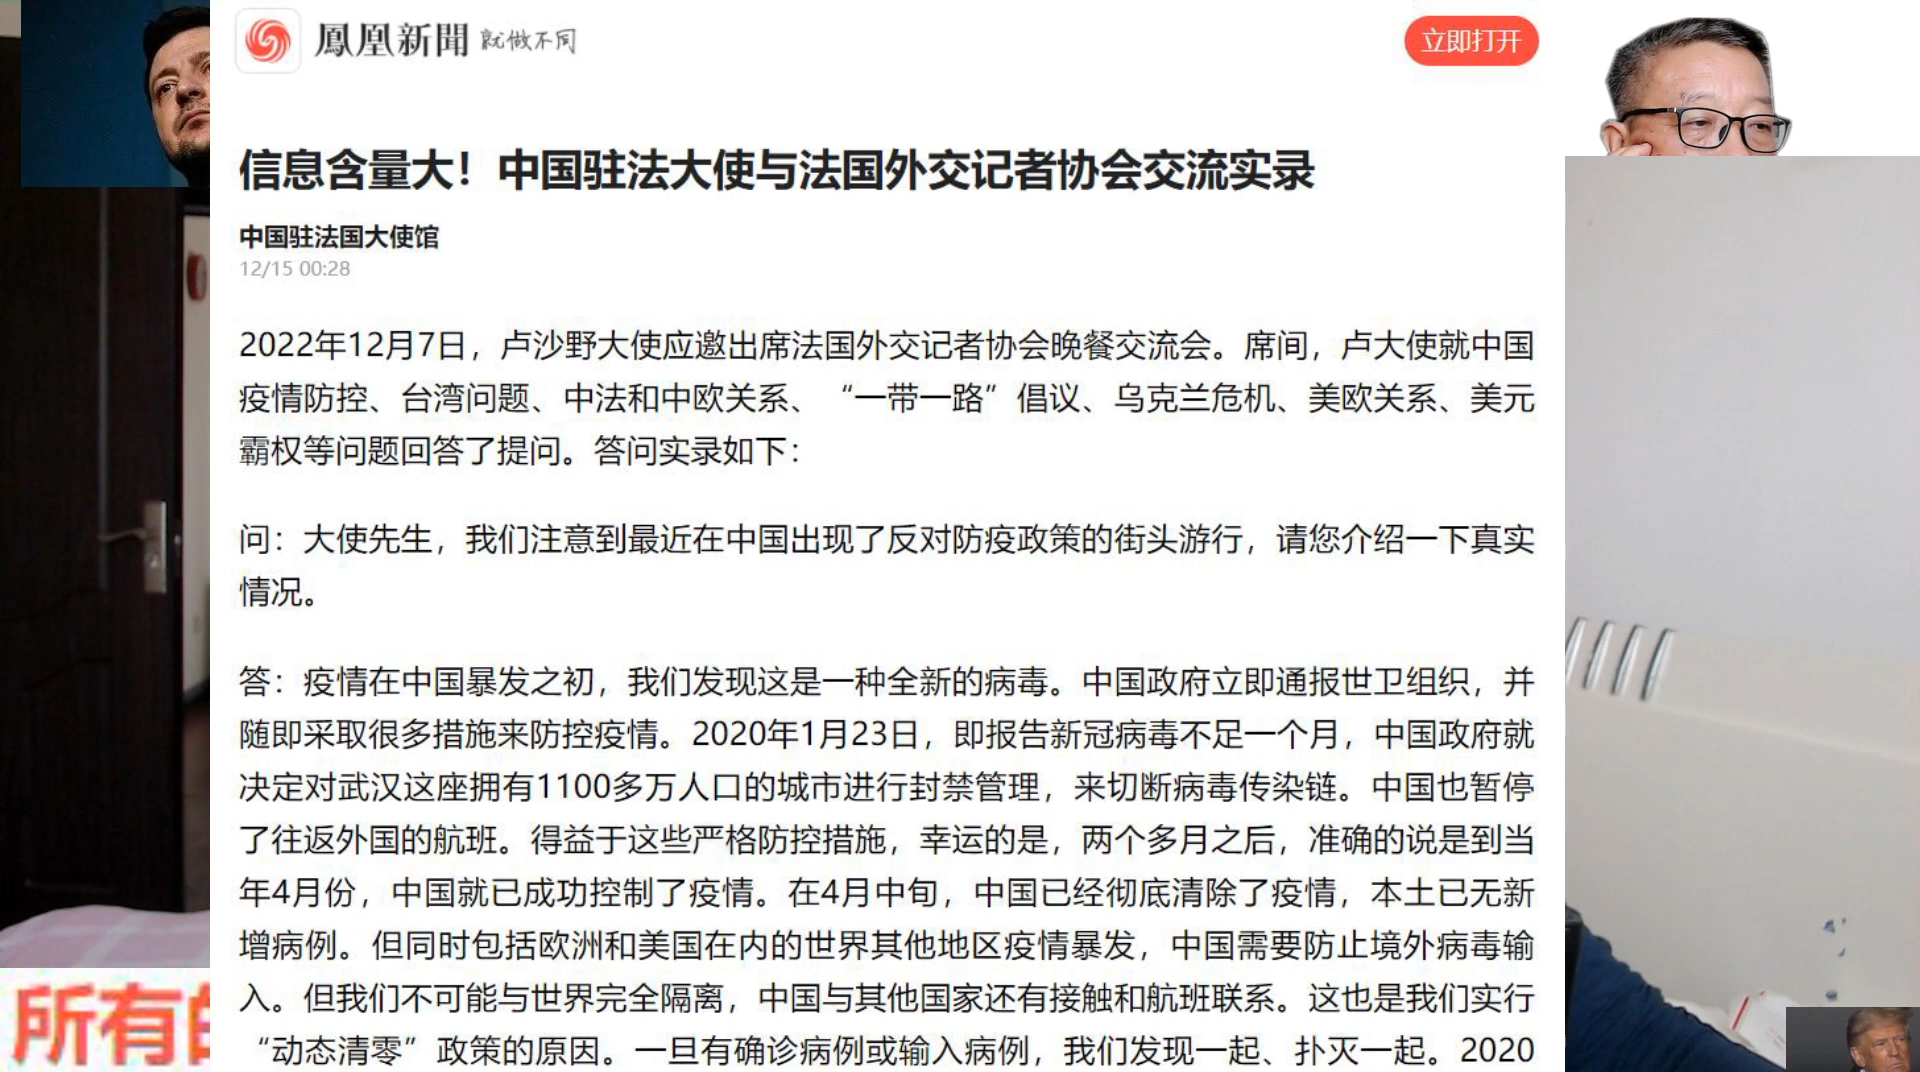 鳳凰新聞 就做不同
立即打开
信息含量大！中国驻法大使与法国外交记者协会交流实录
中国驻法国大使馆
12/15 00:28
2022年12月7日，卢沙野大使应邀出席法国外交记者协会晚餐交流会。席间，卢大使就中国
疫情防控、台湾问题、中法和中欧关系、“一带一路”倡议、乌克兰危机、美欧关系、美元
霸权等问题回答了提问。答问实录如下：
问：大使先生，我们注意到最近在中国出现了反对防疫政策的街头游行，请您介绍一下真实
情况。
答：疫情在中国暴发之初，我们发现这是一种全新的病毒。中国政府立即通报世卫组织，并
随即采取很多措施来防控疫情。2020年1月23日，即报告新冠病毒不足一个月，中国政府就
决定对武汉这座拥有1100多万人口的城市进行封禁管理，来切断病毒传染链。中国也暂停
了往返外国的航班。得益于这些严格防控措施，幸运的是，两个多月之后，准确的说是到当
年4月份，中国就已成功控制了疫情。在4月中旬，中国已经彻底清除了疫情，本土已无新
增病例。但同时包括欧洲和美国在内的世界其他地区疫情暴发，中国需要防止境外病毒输
入。但我们不可能与世界完全隔离，中国与其他国家还有接触和航班联系。这也是我们实行
“动态清零”政策的原因。一旦有确诊病例或输入病例，我们发现一起、扑灭一起。2020
所有